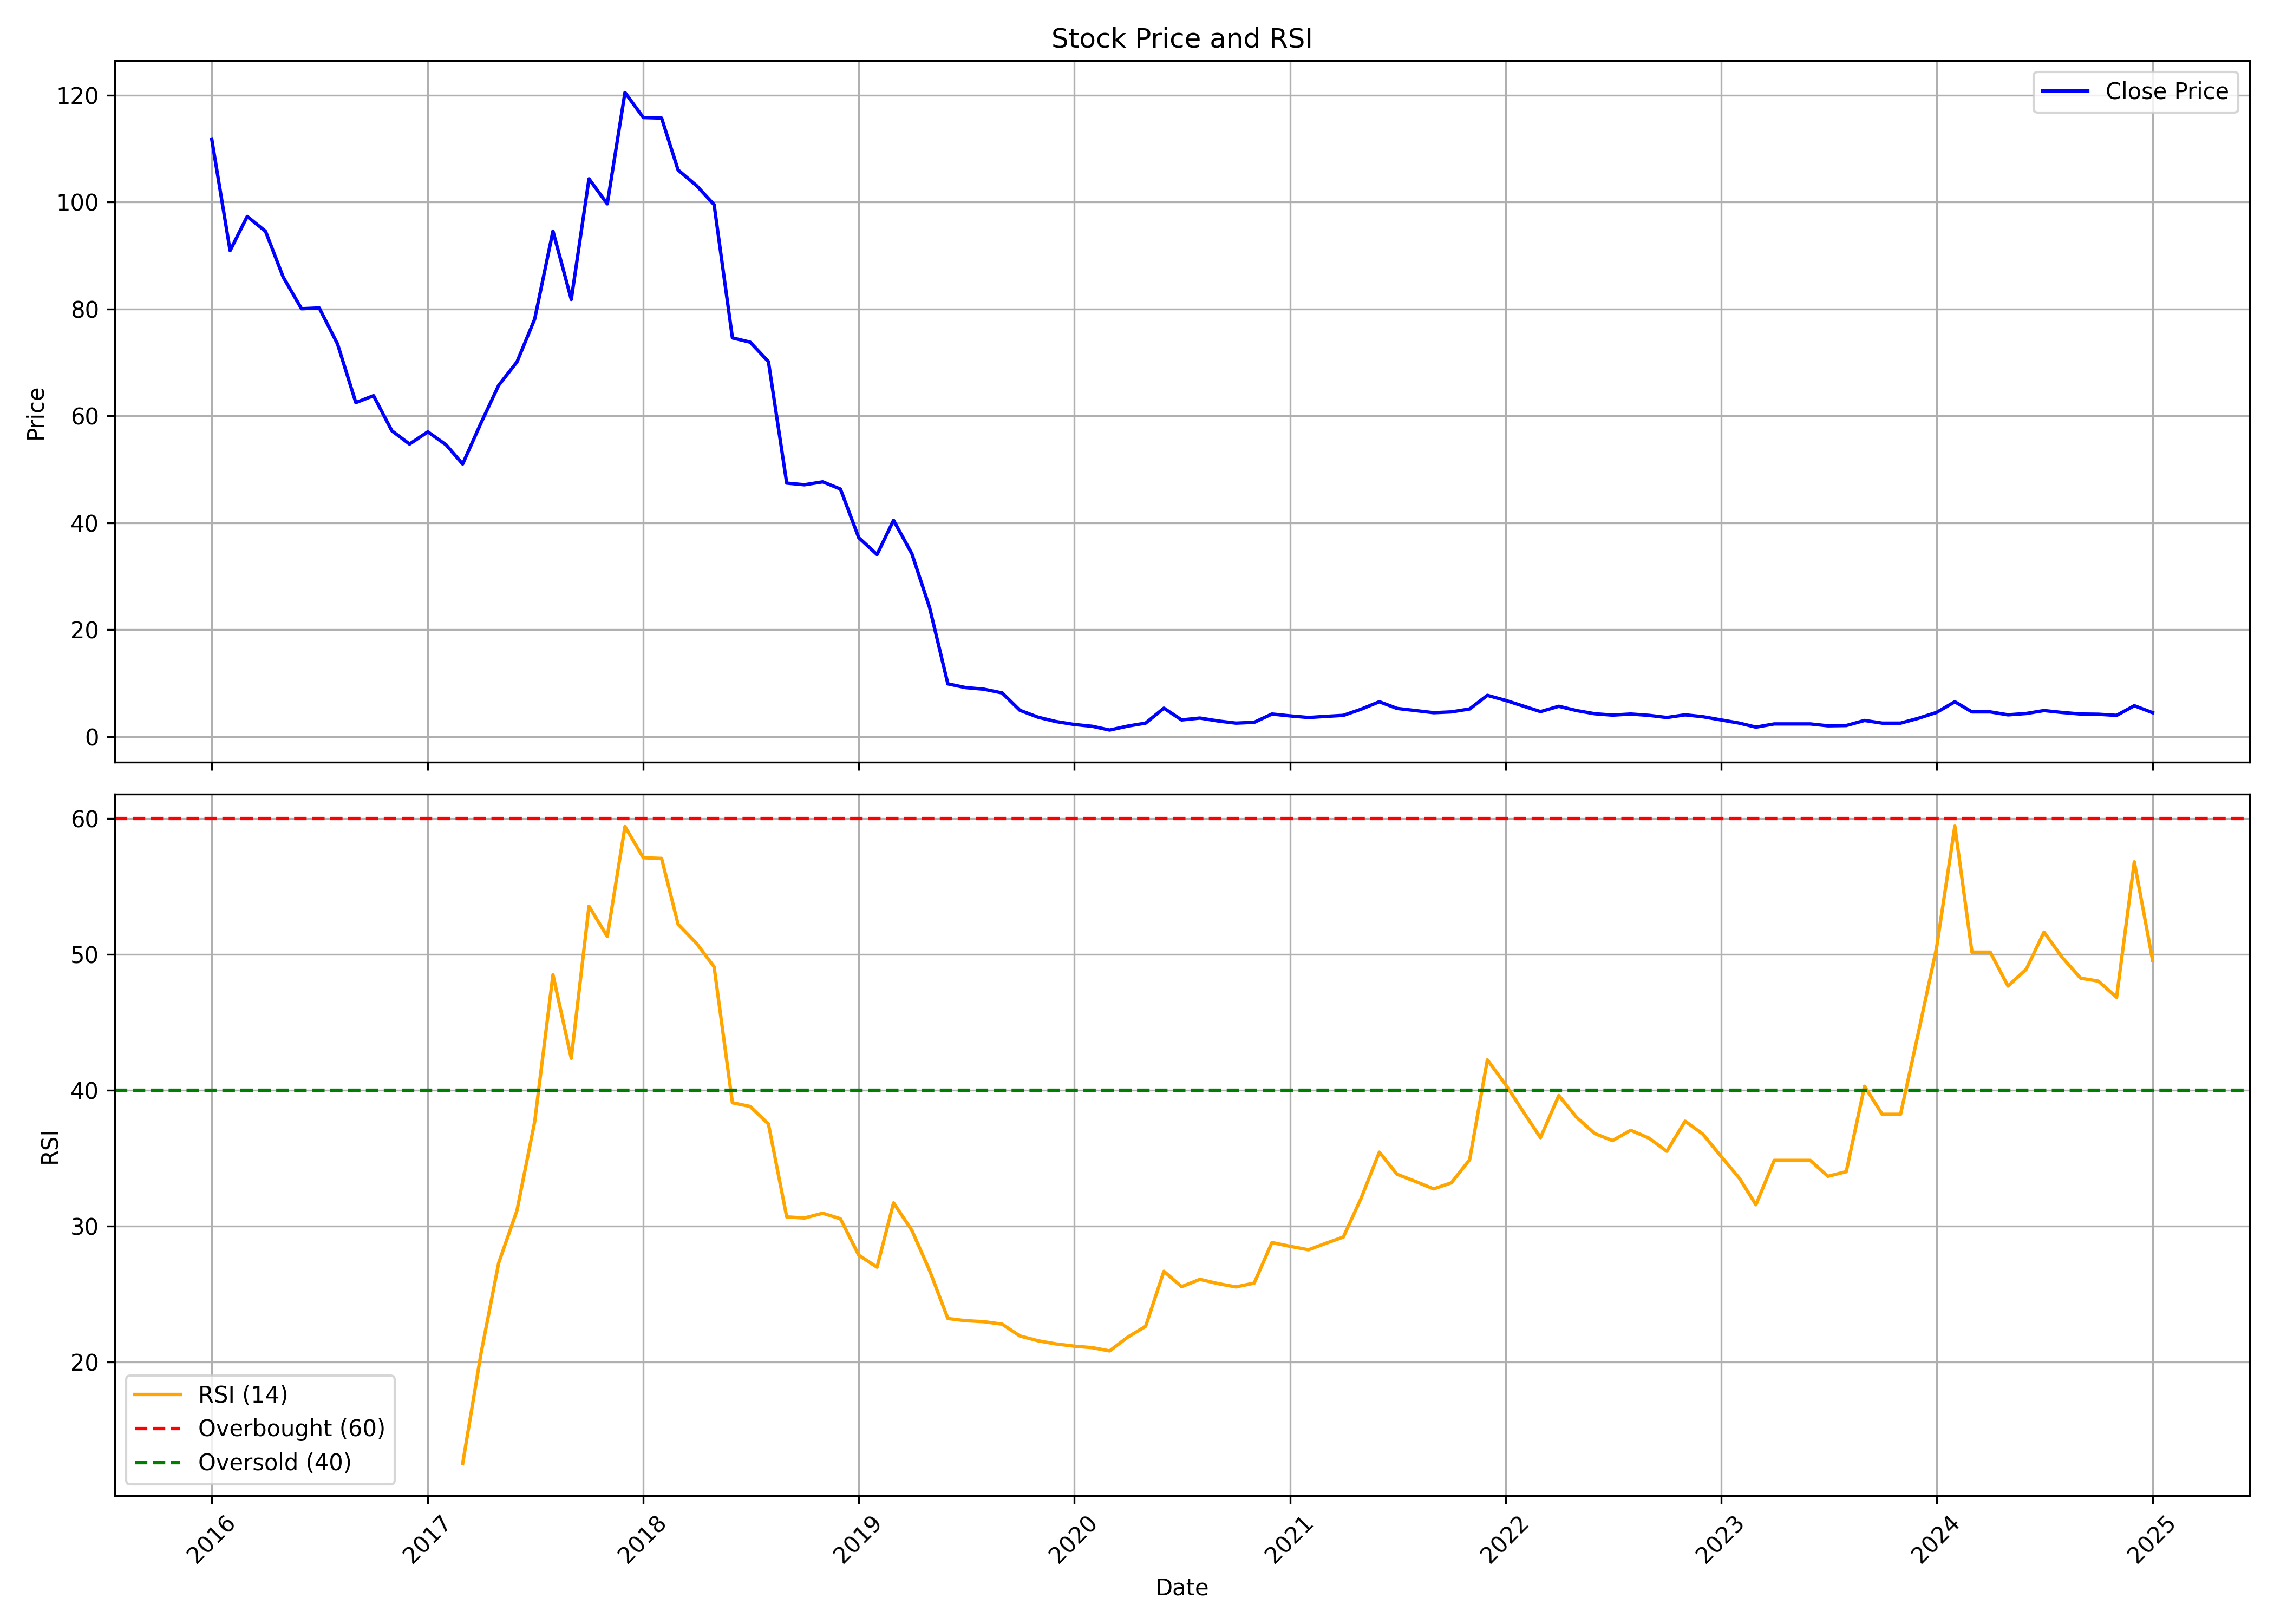 Stock Price and RSI
120
100
80
60
40
20
0
Price
Close Price
60
50
40
30
20
RSI
RSI (14)
Overbought (60)
Oversold (40)
2016
2017
2018
2019
2020
2021
2022
2023
2024
2025
Date